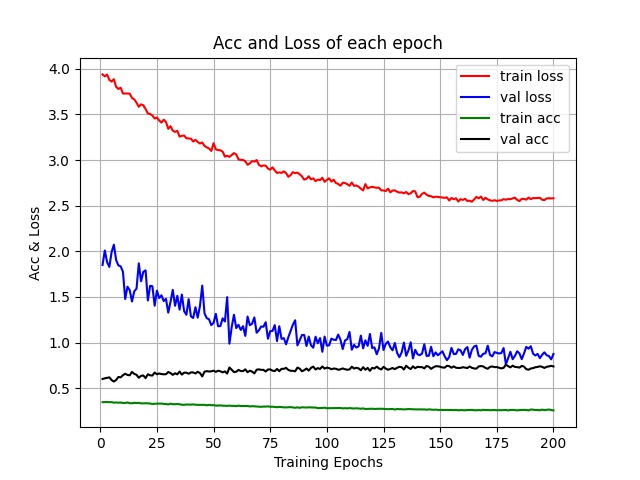 Acc and Loss of each epoch
train loss
val loss
train acc
val acc
4.0
3.5
3.0
2.5
2.0
1.5
1.0
0.5
Acc & Loss
0 25 50 75 100 125 150 175 200
Training Epochs